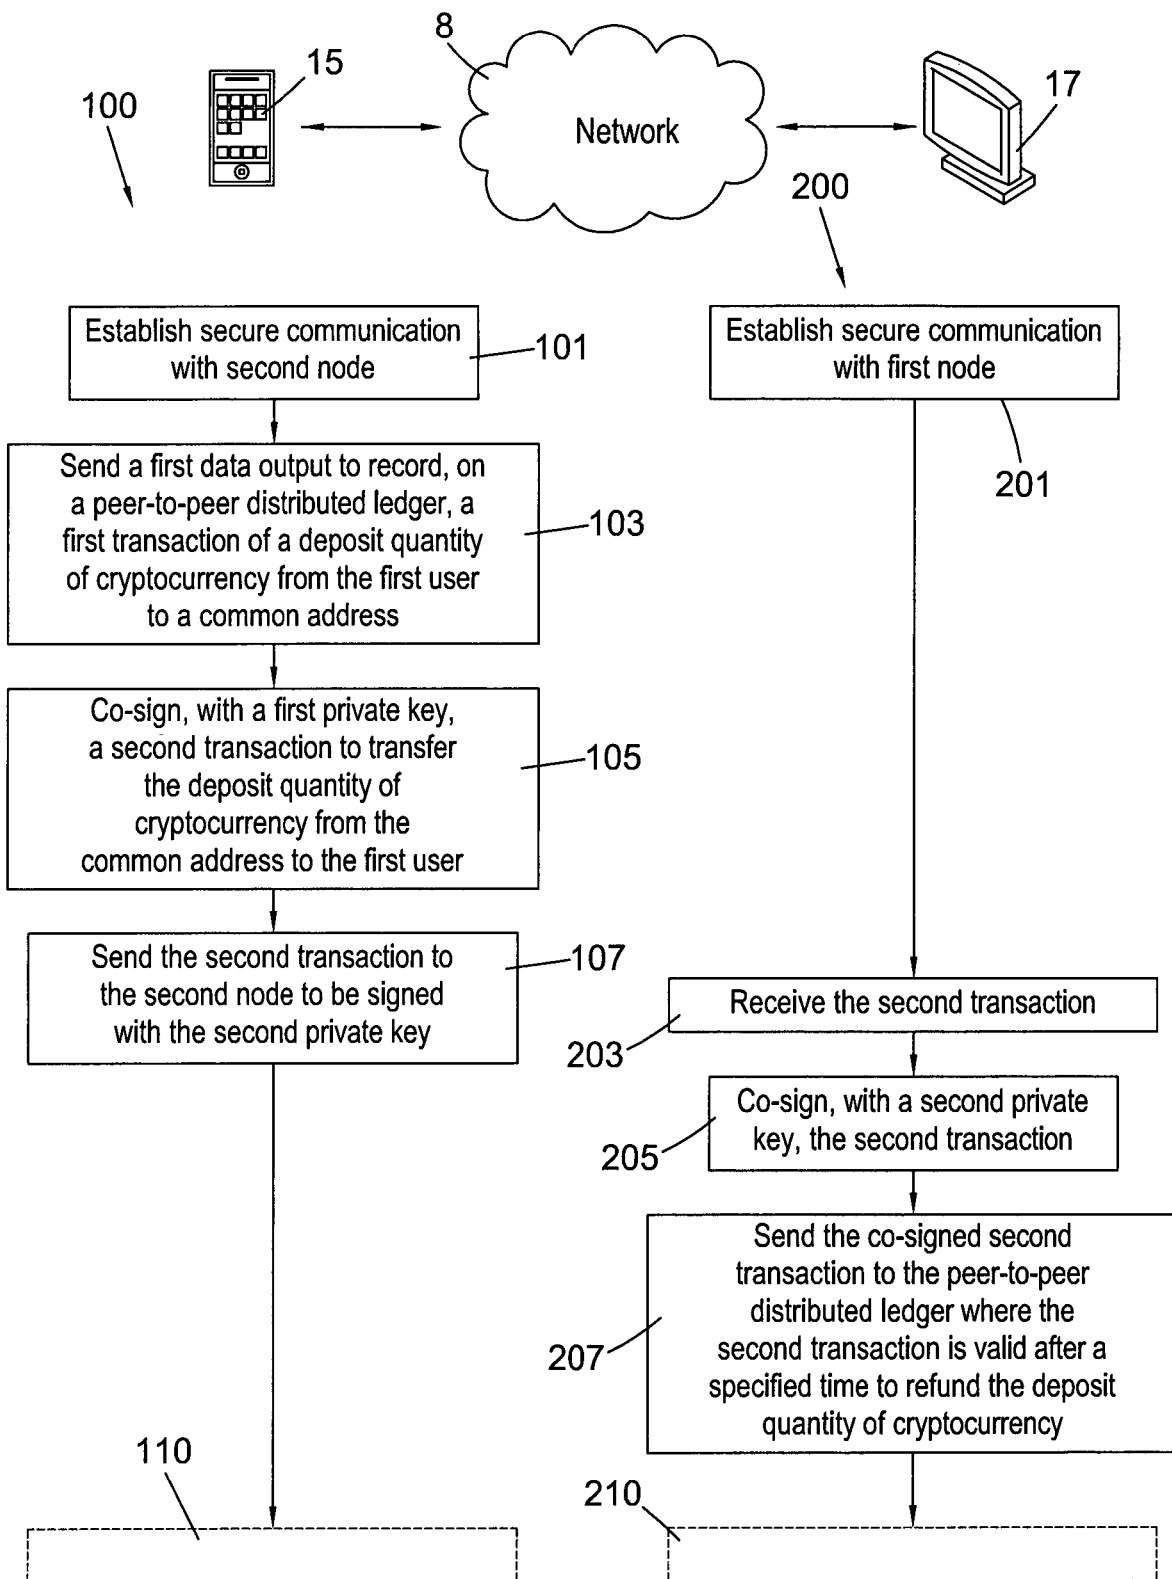 8
15
17
100
Network
200
Establish secure communication
with second node
101
Establish secure communication
with first node
201
Send a first data output to record, on
a peer-to-peer distributed ledger, a
first transaction of a deposit quantity
of cryptocurrency from the first user
to a common address
103
Co-sign, with a first private key,
a second transaction to transfer
the deposit quantity of
cryptocurrency from the
common address to the first user
105
Send the second transaction to
the second node to be signed
with the second private key
107
Receive the second transaction
203
Co-sign, with a second private
key, the second transaction
205
Send the co-signed second
transaction to the peer-to-peer
distributed ledger where the
second transaction is valid after a
specified time to refund the deposit
quantity of cryptocurrency
207
110
210